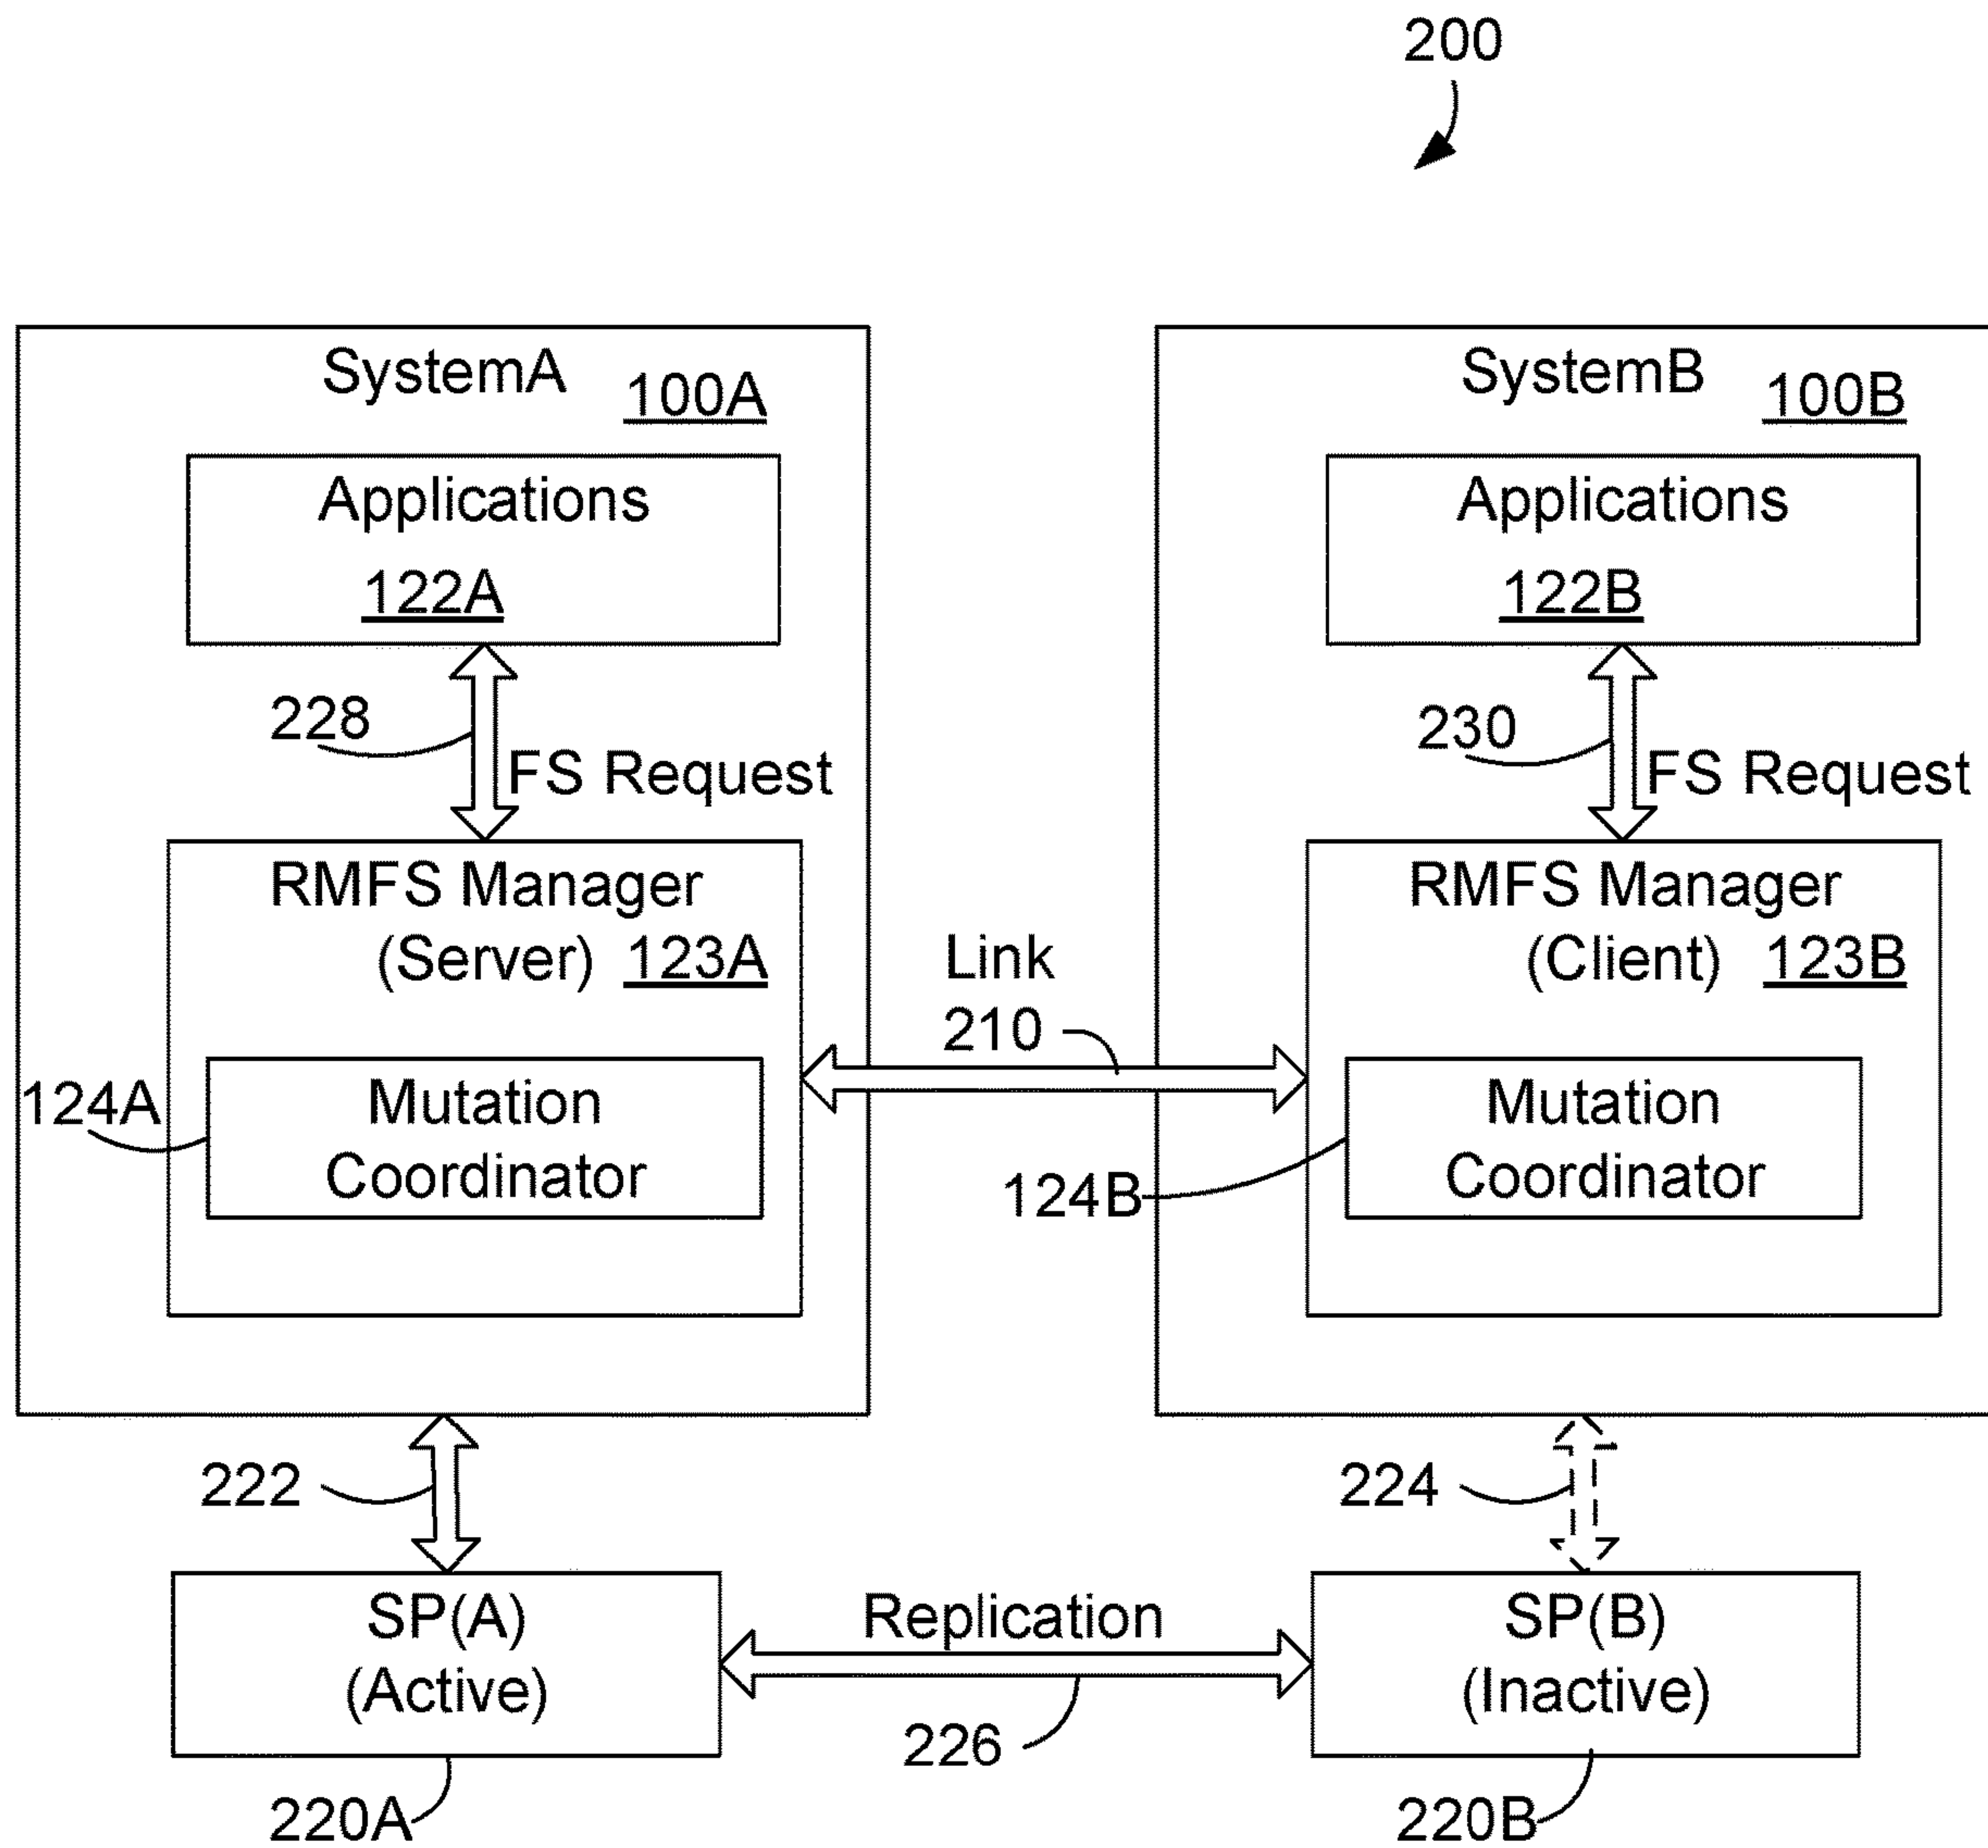 200
SystemA
100A
SystemB
100B
Applications
122A
Applications
122B
228
FS Request
230
FS Request
RMFS Manager
(Server) 123A
Link
210
RMFS Manager
(Client) 123B
124A
Mutation
Coordinator
124B
Mutation
Coordinator
222
224
SP(A)
(Active)
Replication
226
SP(B)
(Inactive)
220A
220B